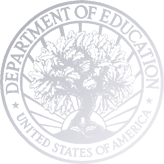 DEPARTMENT OF EDUCATION
UNITED STATES OF AMERICA